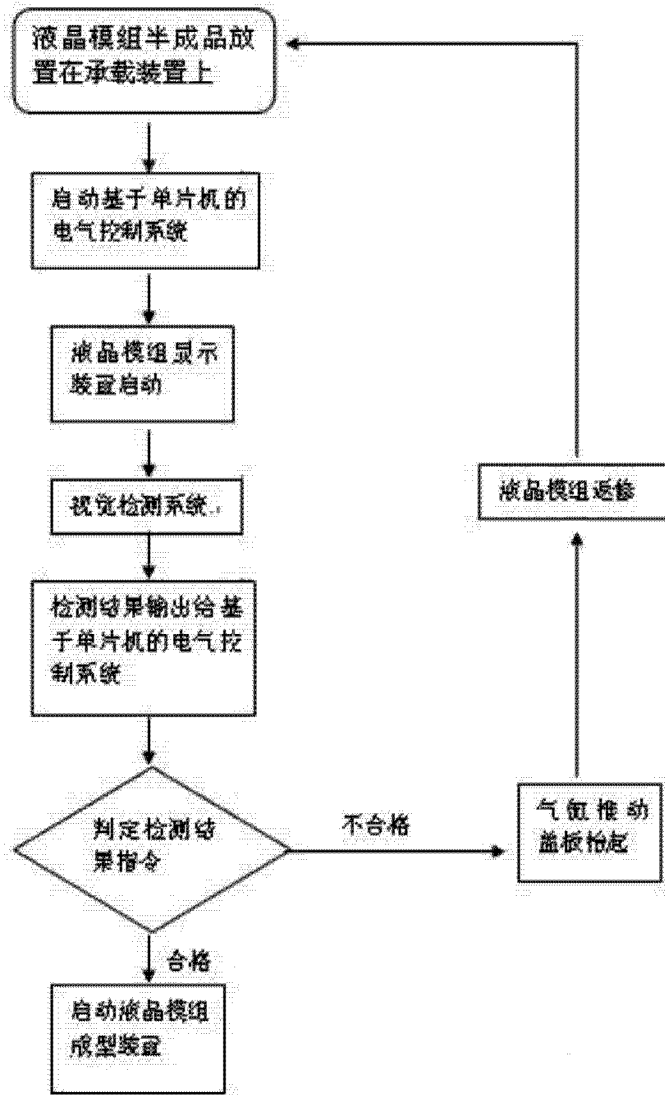 液晶模组半成品放
置在承载装置上
启动基于单片机的
电气控制系统
液晶模组显示
装置启动
视觉检测系统
液晶模组返修
检测结果输出给基
于单片机的电气控
制系统
判定检测结
果指令
不合格
气缸推动
盖板抬起
合格
启动液晶模组
成型装置